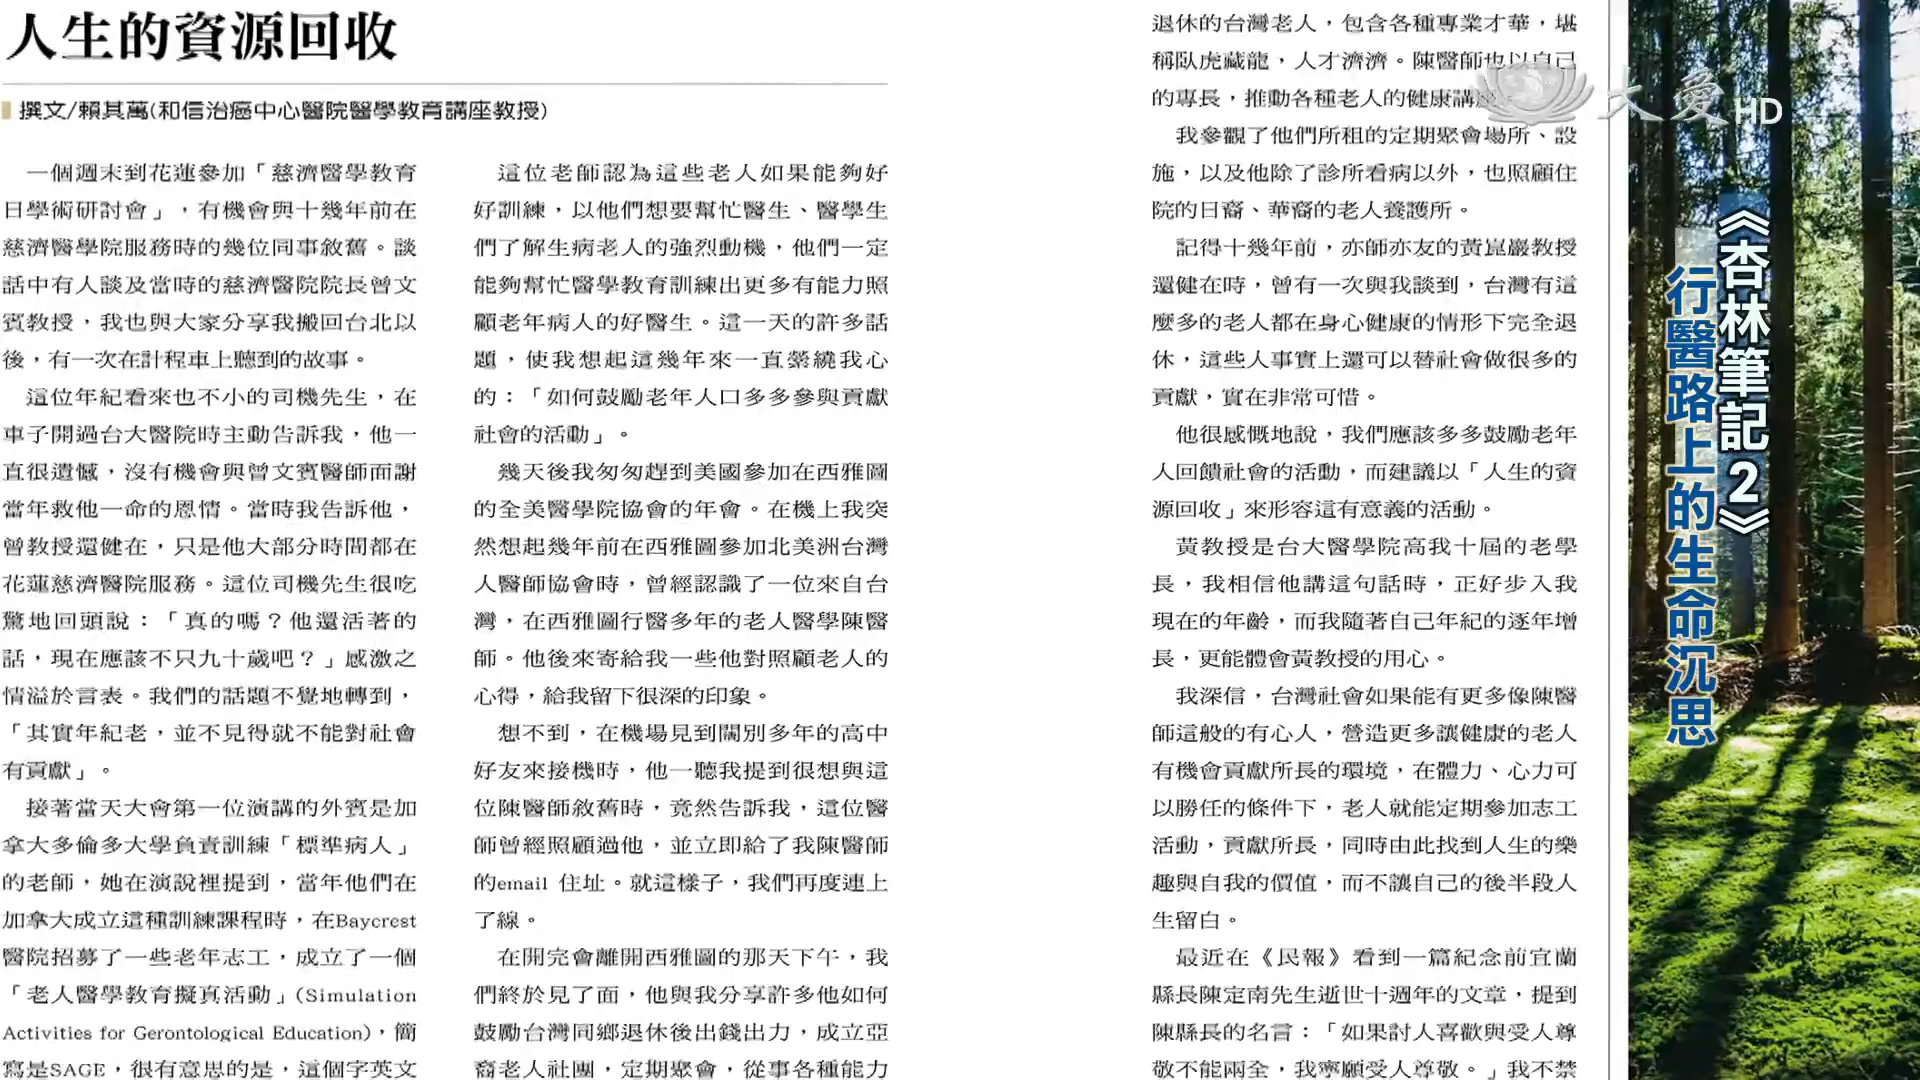 人生的資源回收
撰文/賴其萬(和信治癌中心醫院醫學教育講座教授)
一個週末到花蓮參加「慈濟醫學教育
日學術研討會」，有機會與十幾年前在
慈濟醫學院服務時的幾位同事敘舊。談
話中有人談及當時的慈濟醫院院長曾文
賓教授，我也與大家分享我搬回台北以
後，有一次在計程車上聽到的故事。
這位年紀看來也不小的司機先生，在
車子開過台大醫院時主動告訴我，他一
直很遺憾，沒有機會與曾文賓醫師面謝
當年救他一命的恩情。當時我告訴他，
曾教授還健在，只是他大部分時間都在
花蓮慈濟醫院服務。這位司機先生很吃
驚地回頭說：「真的嗎？他還活著的
話，現在應該不只九十歲吧？」感激之
情溢於言表。我們的話題不覺地轉到，
「其實年紀老，並不見得就不能對社會
有貢獻」。
接著當天大會第一位演講的外賓是加
拿大多倫多大學負責訓練「標準病人」
的老師，她在演說裡提到，當年他們在
加拿大成立這種訓練課程時，在Baycrest
醫院招募了一些老年志工，成立了一個
「老人醫學教育擬真活動」(Simulation
Activities for Gerontological Education)，簡
寫是SAGE，很有意思的是，這個字英文
這位老師認為這些老人如果能夠好
好訓練，以他們想要幫忙醫生、醫學生
們了解生病老人的強烈動機，他們一定
能夠幫忙醫學教育訓練出更多有能力照
顧老年病人的好醫生。這一天的許多話
題，使我想起這幾年來一直縈繞我心
的：「如何鼓勵老年人口多多參與貢獻
社會的活動」。
幾天後我匆匆趕到美國參加在西雅圖
的全美醫學院協會的年會。在機上我突
然想起幾年前在西雅圖參加北美洲台灣
人醫師協會時，曾經認識了一位來自台
灣，在西雅圖行醫多年的老人醫學陳醫
師。他後來寄給我一些他對照顧老人的
心得，給我留下很深的印象。
想不到，在機場見到闊別多年的高中
好友來接機時，他一聽我提到很想與這
位陳醫師敘舊時，竟然告訴我，這位醫
師曾經照顧過他，並立即給了我陳醫師
的email 住址。就這樣子，我們再度連上
了線。
在開完會離開西雅圖的那天下午，我
們終於見了面，他與我分享許多他如何
鼓勵台灣同鄉退休後出錢出力，成立亞
裔老人社團，定期聚會，從事各種能力
退休的台灣老人，包含各種專業才華，堪
稱臥虎藏龍，人才濟濟。陳醫師也以自己
的專長，推動各種老人的健康講座
我參觀了他們所租的定期聚會場所、設
施，以及他除了診所看病以外，也照顧住
院的日裔、華裔的老人養護所。
記得十幾年前，亦師亦友的黃崑巖教授
還健在時，曾有一次與我談到，台灣有這
麼多的老人都在身心健康的情形下完全退
休，這些人事實上還可以替社會做很多的
貢獻，實在非常可惜。
他很感慨地說，我們應該多多鼓勵老年
人回饋社會的活動，而建議以「人生的資
源回收」來形容這有意義的活動。
黃教授是台大醫學院高我十屆的老學
長，我相信他講這句話時，正好步入我
現在的年齡，而我隨著自己年紀的逐年增
長，更能體會黃教授的用心。
我深信，台灣社會如果能有更多像陳醫
師這般的有心人，營造更多讓健康的老人
有機會貢獻所長的環境，在體力、心力可
以勝任的條件下，老人就能定期參加志工
活動，貢獻所長，同時由此找到人生的樂
趣與自我的價值，而不讓自己的後半段人
生留白。
最近在《民報》看到一篇紀念前宜蘭
縣長陳定南先生逝世十週年的文章，提到
陳縣長的名言：「如果討人喜歡與受人尊
敬不能兩全，我寧願受人尊敬。」我不禁
大愛HD
《杏林筆記2》
行醫路上的生命沉思